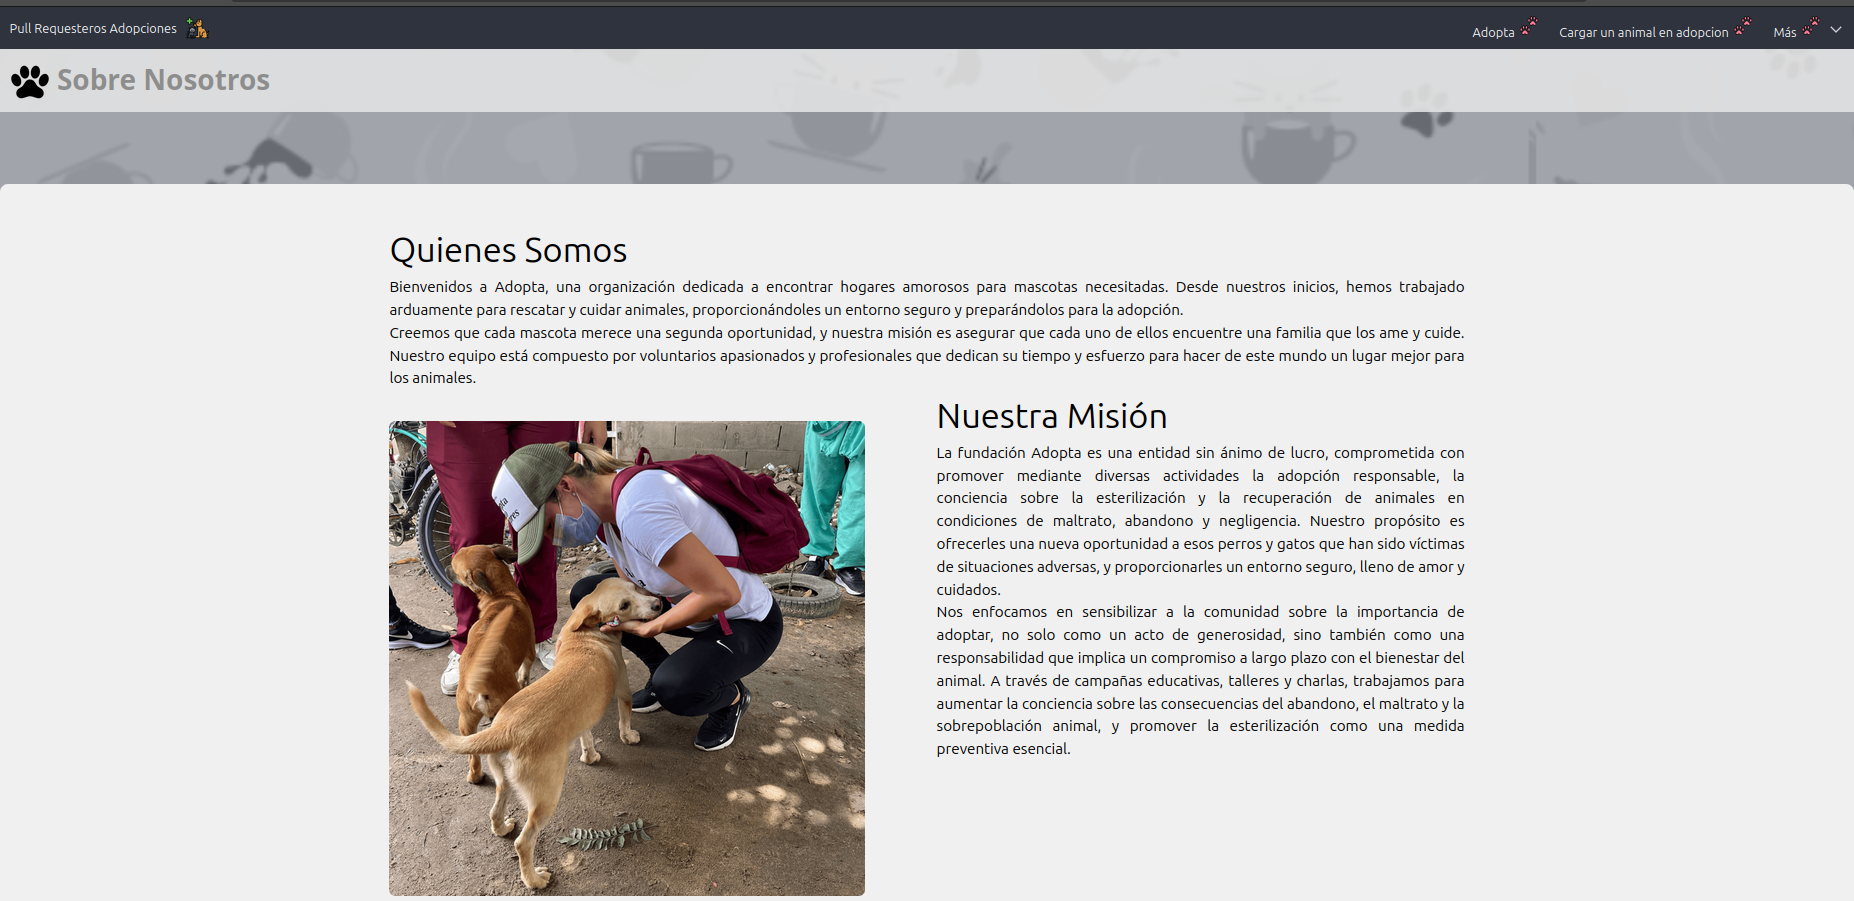 Pull Requesteros Adopciones
Adopta
Cargar un animal en adopcion
Más
Sobre Nosotros
Quienes Somos
Bienvenidos a Adopta, una organización dedicada a encontrar hogares amorosos para mascotas necesitadas. Desde nuestros inicios, hemos trabajado
arduamente para rescatar y cuidar animales, proporcionándoles un entorno seguro y preparándolos para la adopción.
Creemos que cada mascota merece una segunda oportunidad, y nuestra misión es asegurar que cada uno de ellos encuentre una familia que los ame y cuide.
Nuestro equipo está compuesto por voluntarios apasionados y profesionales que dedican su tiempo y esfuerzo para hacer de este mundo un lugar mejor para
los animales.
Nuestra Misión
La fundación Adopta es una entidad sin ánimo de lucro, comprometida con
promover mediante diversas actividades la adopción responsable, la
conciencia sobre la esterilización y la recuperación de animales en
condiciones de maltrato, abandono y negligencia. Nuestro propósito es
ofrecerles una nueva oportunidad a esos perros y gatos que han sido víctimas
de situaciones adversas, y proporcionarles un entorno seguro, lleno de amor y
cuidados.
Nos enfocamos en sensibilizar a la comunidad sobre la importancia de
adoptar, no solo como un acto de generosidad, sino también como una
responsabilidad que implica un compromiso a largo plazo con el bienestar del
animal. A través de campañas educativas, talleres y charlas, trabajamos para
aumentar la conciencia sobre las consecuencias del abandono, el maltrato y la
sobrepoblación animal, y promover la esterilización como una medida
preventiva esencial.